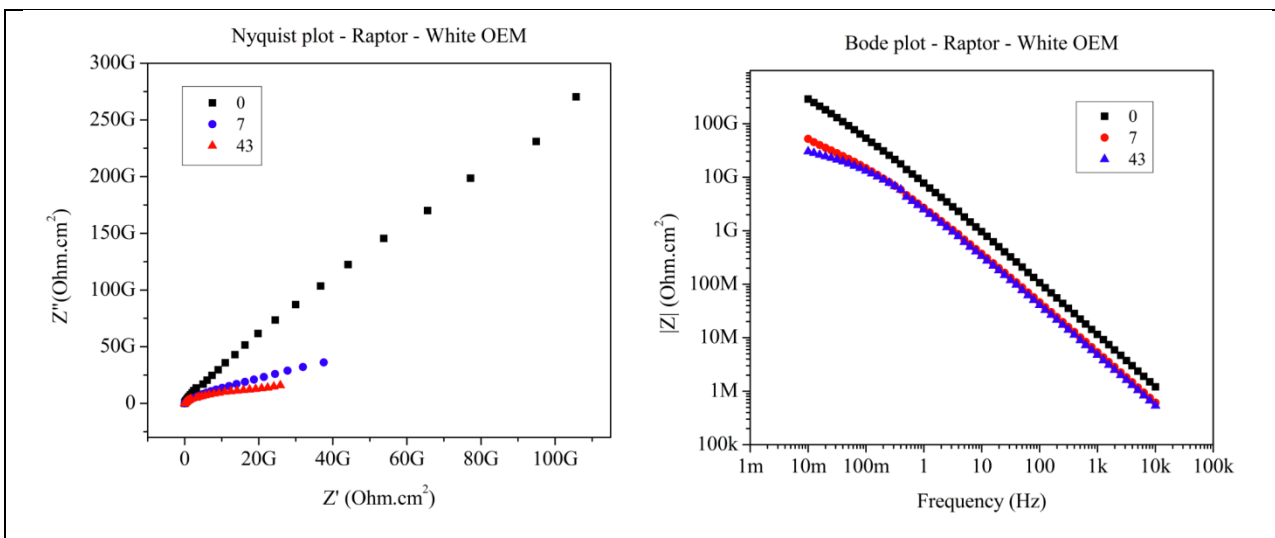 Nyquist plot - Raptor - White OEM
300G
250G
200G
150G
100G
50G
0
Z''(Ohm.cm²)
0
7
43
0
20G
40G
60G
80G
100G
Z' (Ohm.cm²)
Bode plot - Raptor - White OEM
100G
10G
1G
100M
10M
1M
100k
|Z| (Ohm.cm²)
0
7
43
1m
10m
100m
1
10
100
1k
10k
100k
Frequency (Hz)